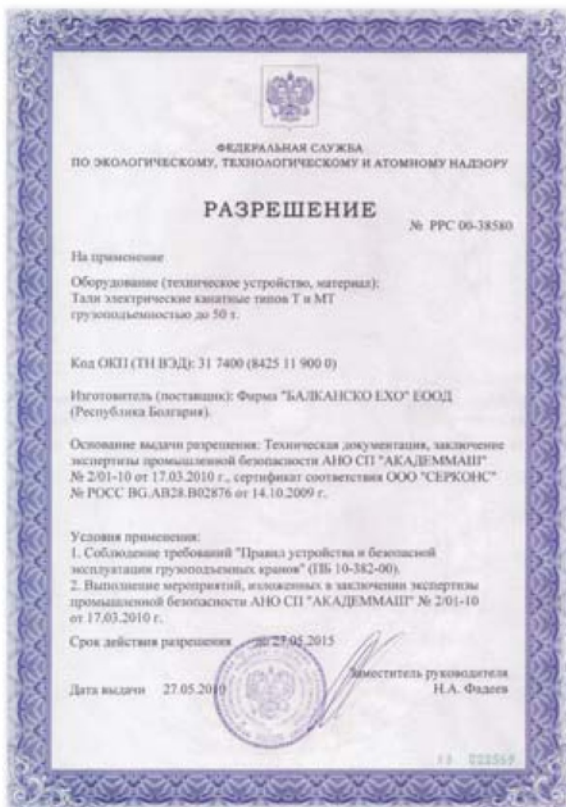 ФЕДЕРАЛЬНАЯ СЛУЖБА
ПО ЭКОЛОГИЧЕСКОМУ, ТЕХНОЛОГИЧЕСКОМУ И АТОМНОМУ НАДЗОРУ
РАЗРЕШЕНИЕ
№ РРС 00-38580
На применение
Оборудование (техническое устройство, материал):
Тали электрические канатные типов Т и МТ
грузоподъемностью до 50 т.
Код ОКП (ТН ВЭД): 31 7400 (8425 11 900 0)
Изготовитель (поставщик): Фирма "БАЛКАНСКО ЕХО" ЕООД
(Республика Болгария).
Основание выдачи разрешения: Техническая документация, заключение
экспертизы промышленной безопасности АНО СП "АКАДЕММАШ"
№ 2/01-10 от 17.03.2010 г., сертификат соответствия ООО "СЕРКОНС"
№ РОСС BG.АВ28.В02876 от 14.10.2009 г.
Условия применения:
1. Соблюдение требований "Правил устройства и безопасной
эксплуатации грузоподъемных кранов" (ПБ 10-382-00).
2. Выполнение мероприятий, изложенных в заключении экспертизы
промышленной безопасности АНО СП "АКАДЕММАШ" № 2/01-10
от 17.03.2010 г.
Срок действия разрешения до 27.05.2015
Заместитель руководителя
Дата выдачи 27.05.2010 Н.А. Фадеев